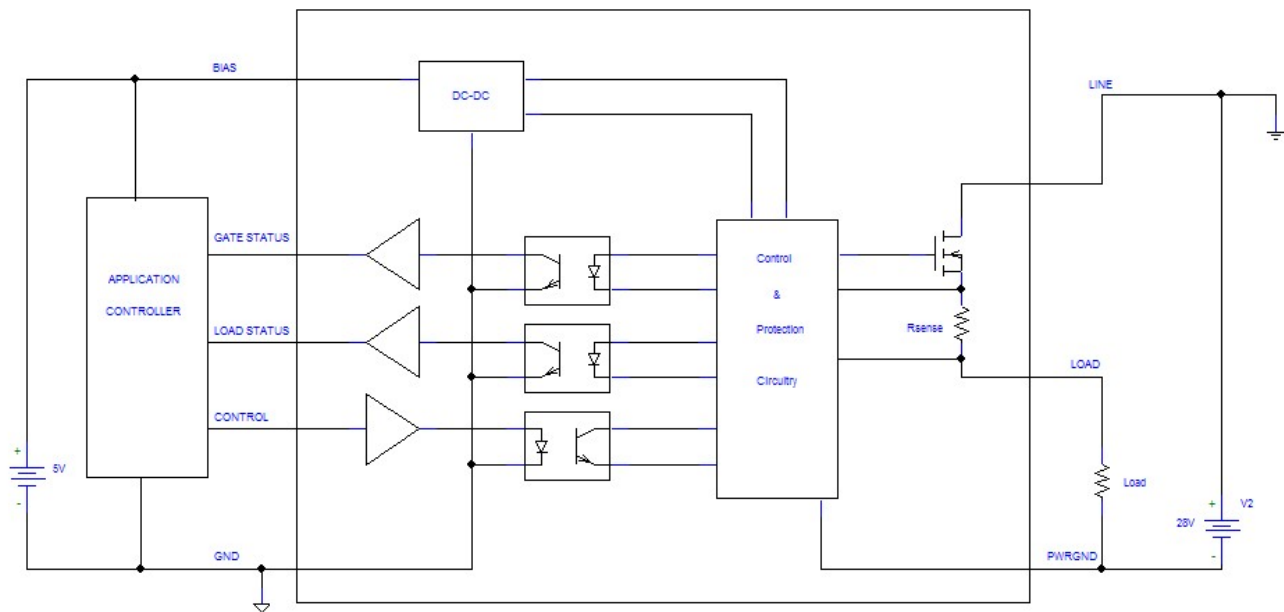 BIAS
DC-DC
LINE
GATE STATUS
Control
APPLICATION
&
CONTROLLER
LOAD STATUS
Protection
Rsense
LOAD
Circuitry
CONTROL
+
5V
-
Load
+
V2
28V
-
GND
PWRGND